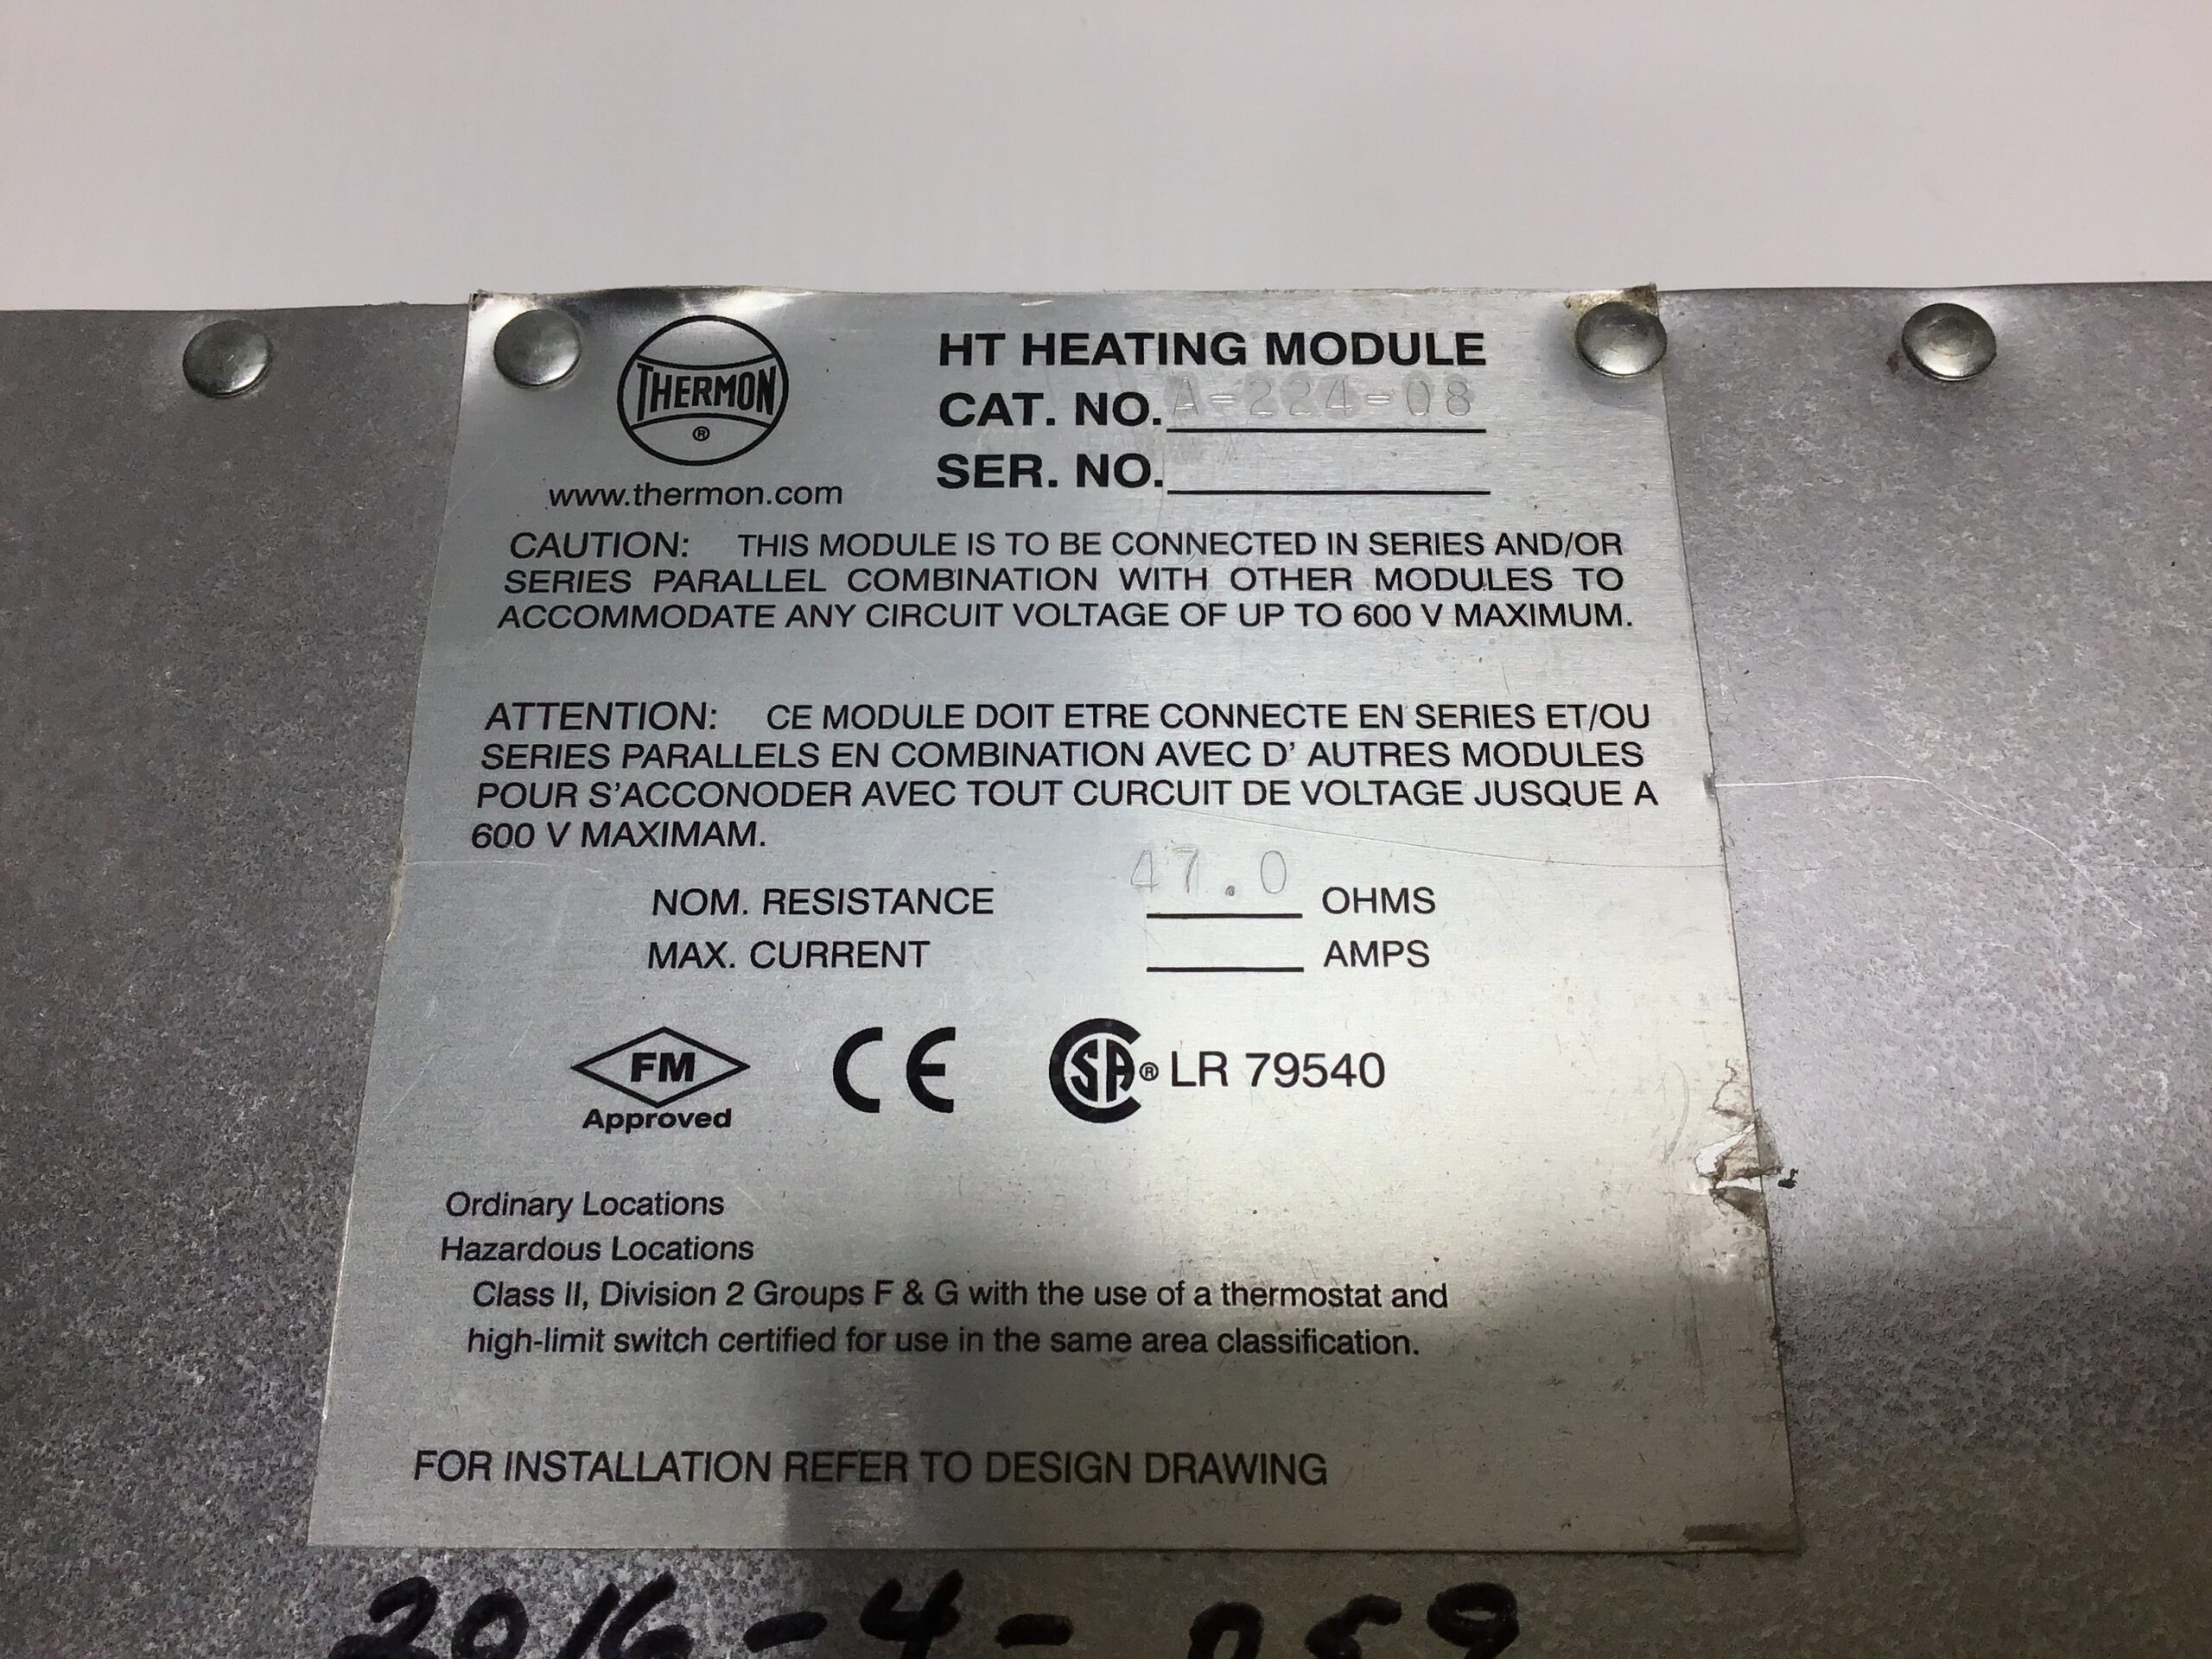 THERMON
®
www.thermon.com
HT HEATING MODULE
CAT. NO. A-224-08
SER. NO.
CAUTION: THIS MODULE IS TO BE CONNECTED IN SERIES AND/OR
SERIES PARALLEL COMBINATION WITH OTHER MODULES TO
ACCOMMODATE ANY CIRCUIT VOLTAGE OF UP TO 600 V MAXIMUM.
ATTENTION: CE MODULE DOIT ETRE CONNECTE EN SERIES ET/OU
SERIES PARALLELS EN COMBINATION AVEC D' AUTRES MODULES
POUR S'ACCONODER AVEC TOUT CURCUIT DE VOLTAGE JUSQUE A
600 V MAXIMAM.
NOM. RESISTANCE 47.0 OHMS
MAX. CURRENT AMPS
FM
Approved
CE
CSA® LR 79540
Ordinary Locations
Hazardous Locations
Class II, Division 2 Groups F & G with the use of a thermostat and
high-limit switch certified for use in the same area classification.
FOR INSTALLATION REFER TO DESIGN DRAWING
2016-4-059